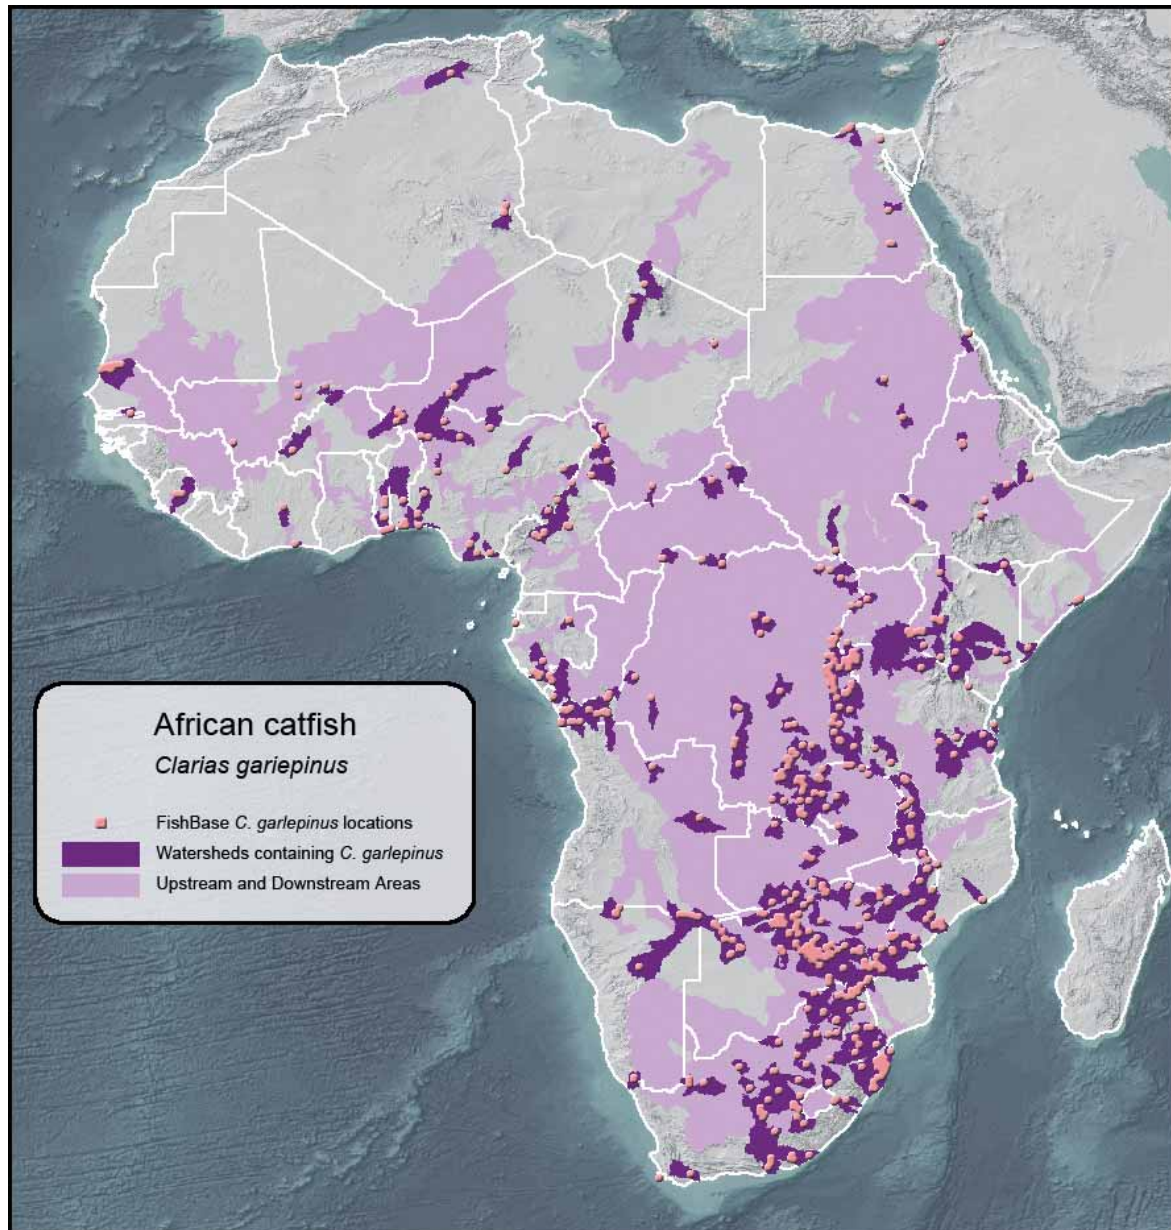 African catfish
Clarias gariepinus
FishBase C. garlepinus locations
Watersheds containing C. garlepinus
Upstream and Downstream Areas